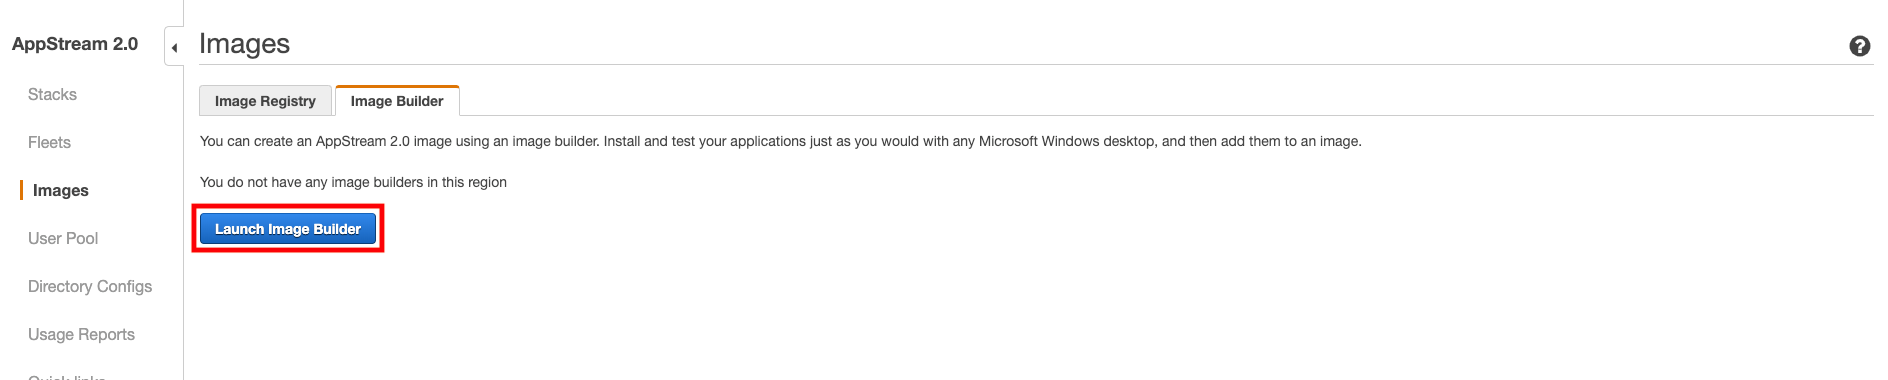 AppStream 2.0
Stacks
Fleets
Images
User Pool
Directory Configs
Usage Reports
Quick links
Images
?
Image Registry
Image Builder
You can create an AppStream 2.0 image using an image builder. Install and test your applications just as you would with any Microsoft Windows desktop, and then add them to an image.
You do not have any image builders in this region
Launch Image Builder